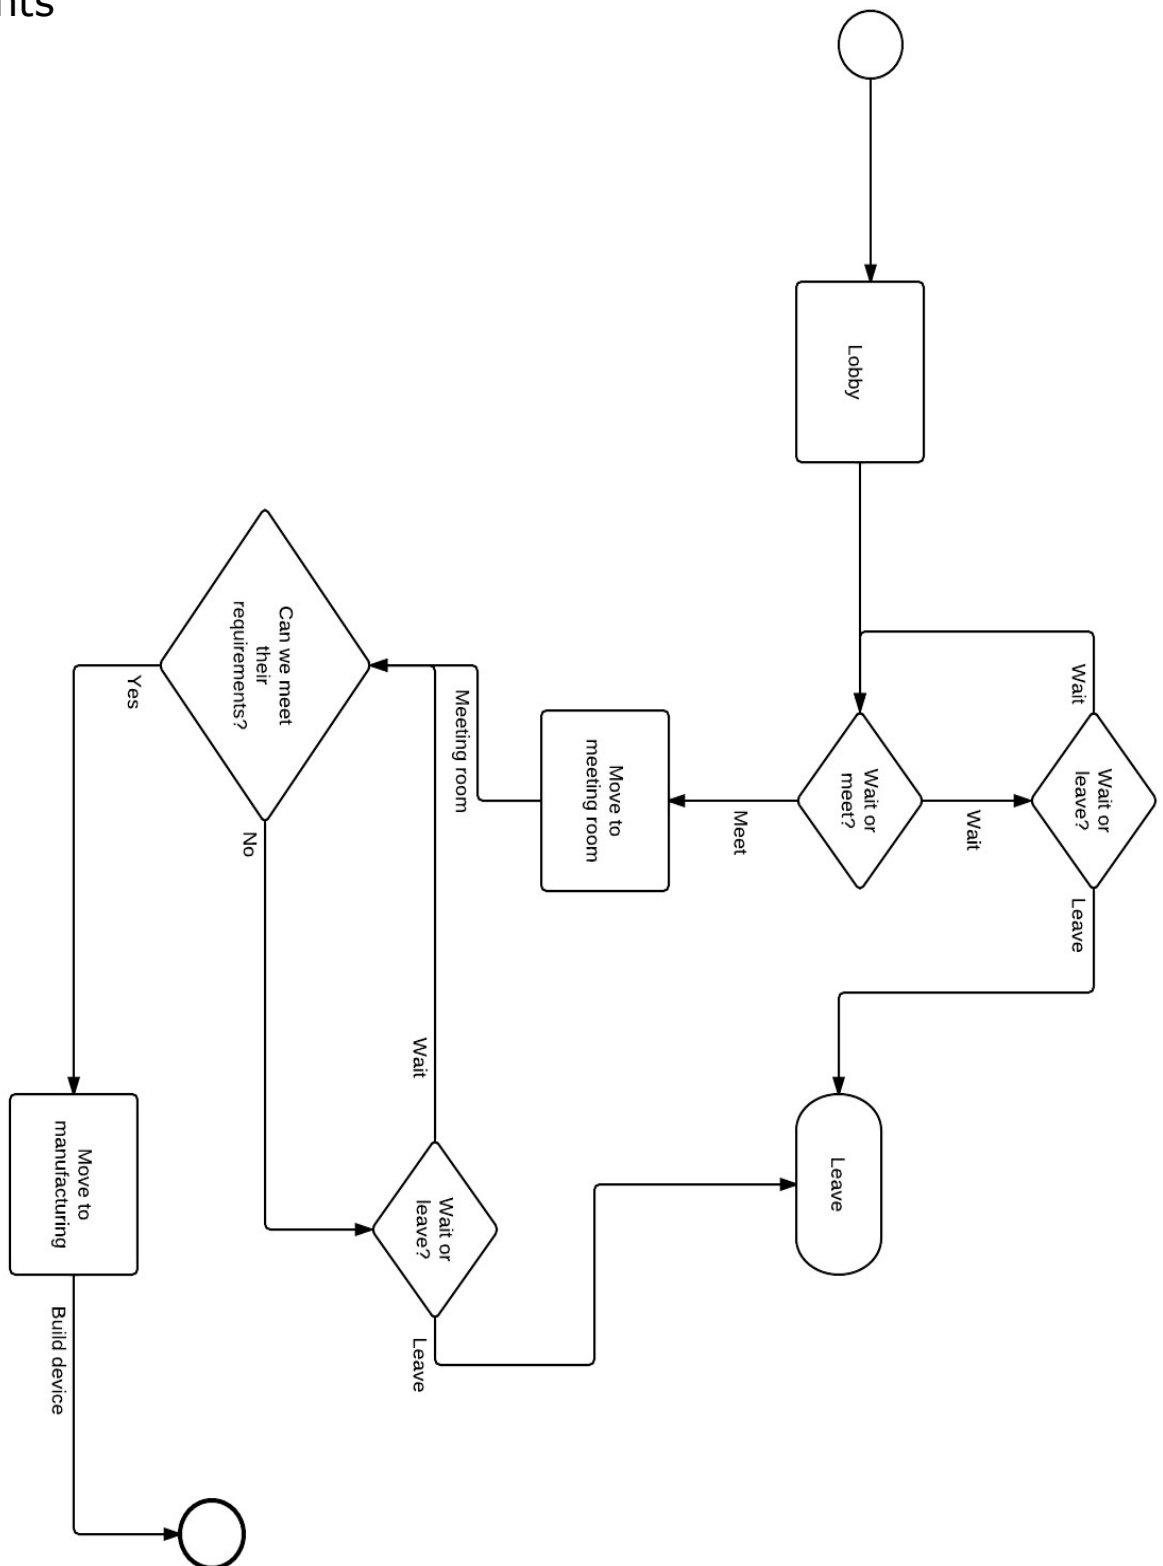 nts
Lobby
Wait
Wait or
leave?
Leave
Wait or
meet?
Wait
Meet
Move to
meeting room
Meeting room
Can we meet
their
requirements?
Yes
No
Wait
Wait or
leave?
Leave
Leave
Move to
manufacturing
Build device